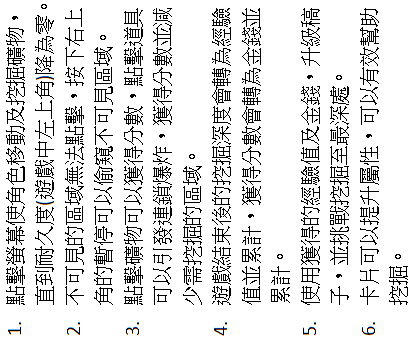 1. 點擊螢幕使角色移動及挖掘礦物，
直到耐久度(遊戲中左上角)降為零。
2. 不可見的區域無法點擊，按下右上
角的暫停可以偷窺不可見區域。
3. 點擊礦物可以獲得分數，點擊道具
可以引發連鎖爆炸，獲得分數並減
少需挖掘的區域。
4. 遊戲結束後的挖掘深度會轉為經驗
值並累計，獲得分數會轉為金錢並
累計。
5. 使用獲得的經驗值及金錢，升級稿
子，並挑戰挖掘至最深處。
6. 卡片可以提升屬性，可以有效幫助
挖掘。